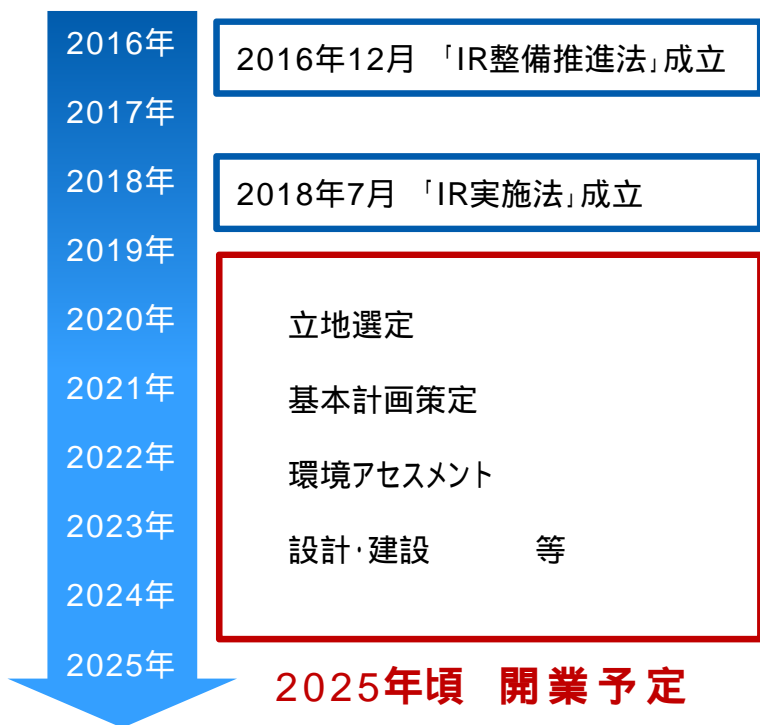 2016年
2016年12月 「IR整備推進法」成立
2017年
2018年
2018年7月 「IR実施法」成立
2019年
2020年
立地選定
2021年
基本計画策定
2022年
環境アセスメント
2023年
設計・建設 等
2024年
2025年
2025年頃 開業予定